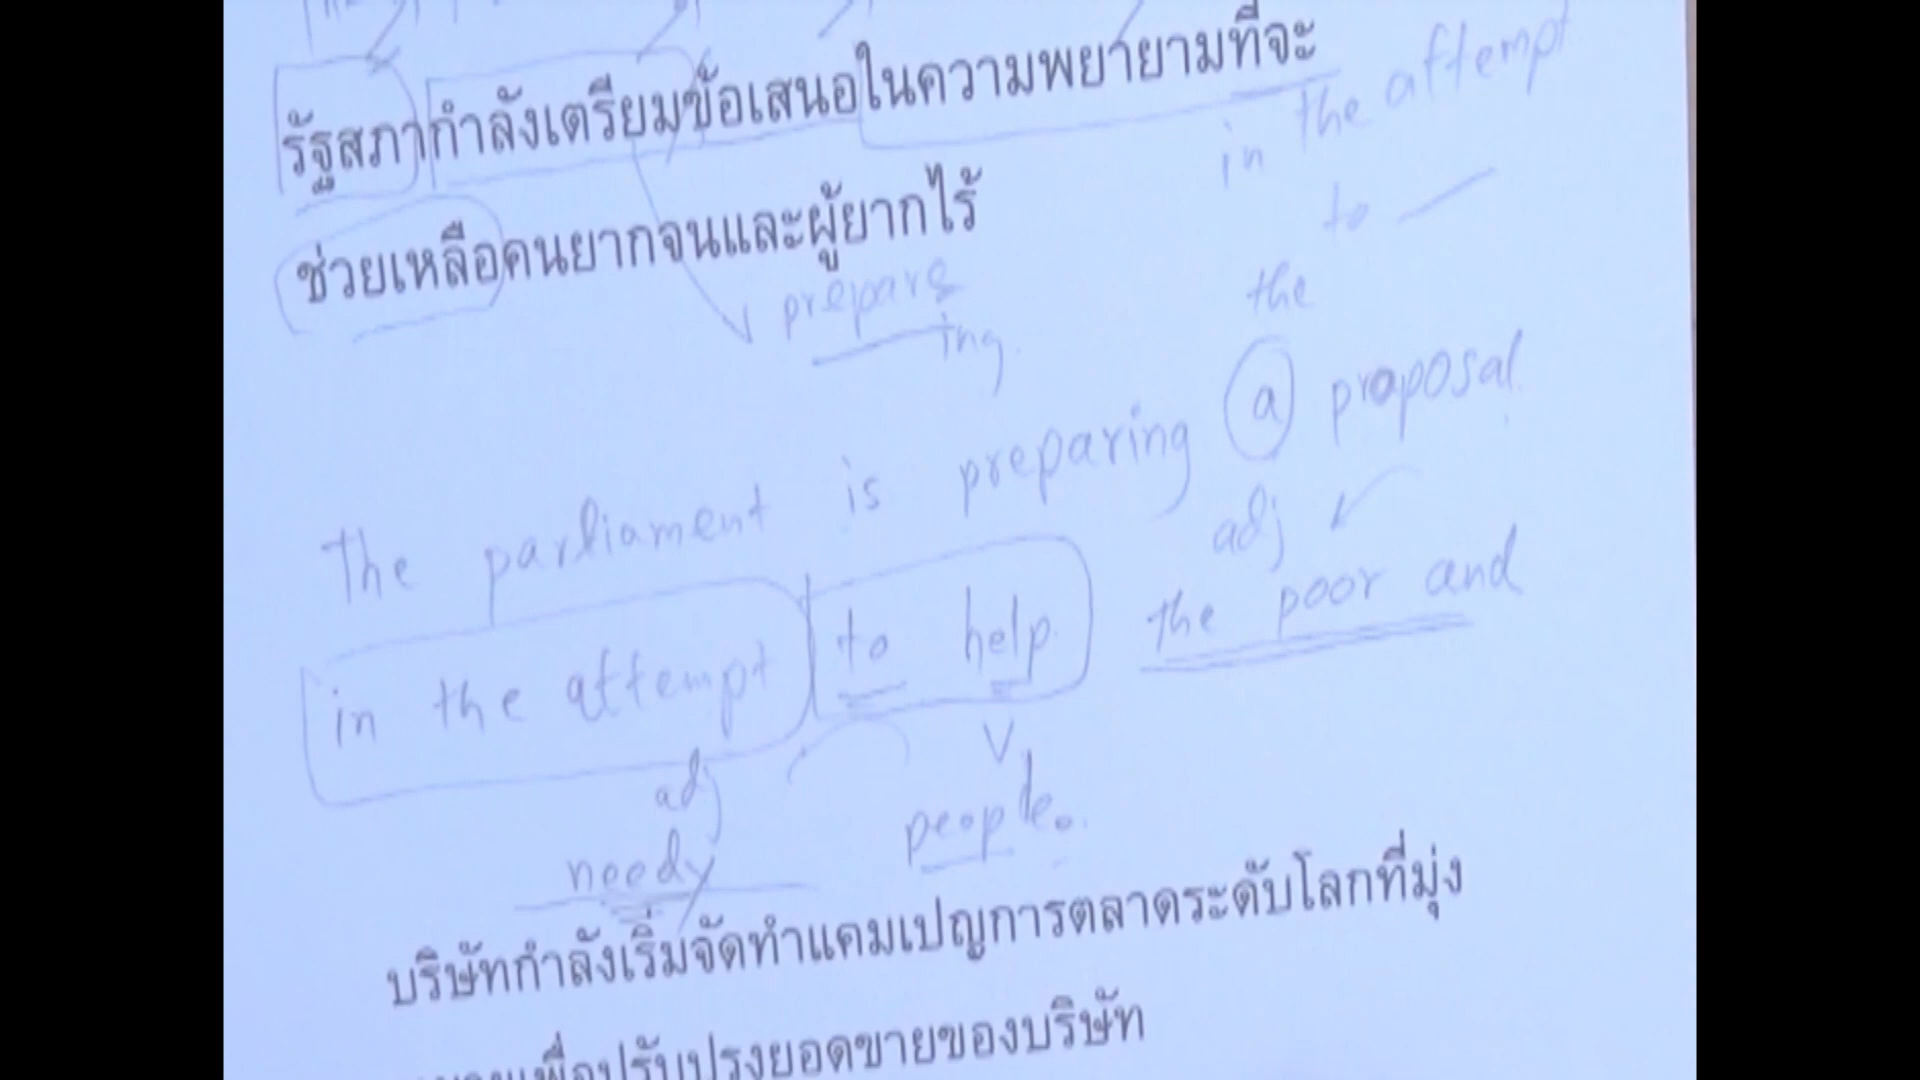 รัฐสภากำลังเตรียมข้อเสนอในความพยายามที่จะ
in the attempt
to
ช่วยเหลือคนยากจนและผู้ยากไร้
prepare
ing
the
The parliament is preparing a proposal
adj
in the attempt to help the poor and
adj
V
needy people.
บริษัทกำลังเริ่มจัดทำแคมเปญการตลาดระดับโลกที่มุ่ง
เพื่อปรับปรุงยอดขายของบริษัท